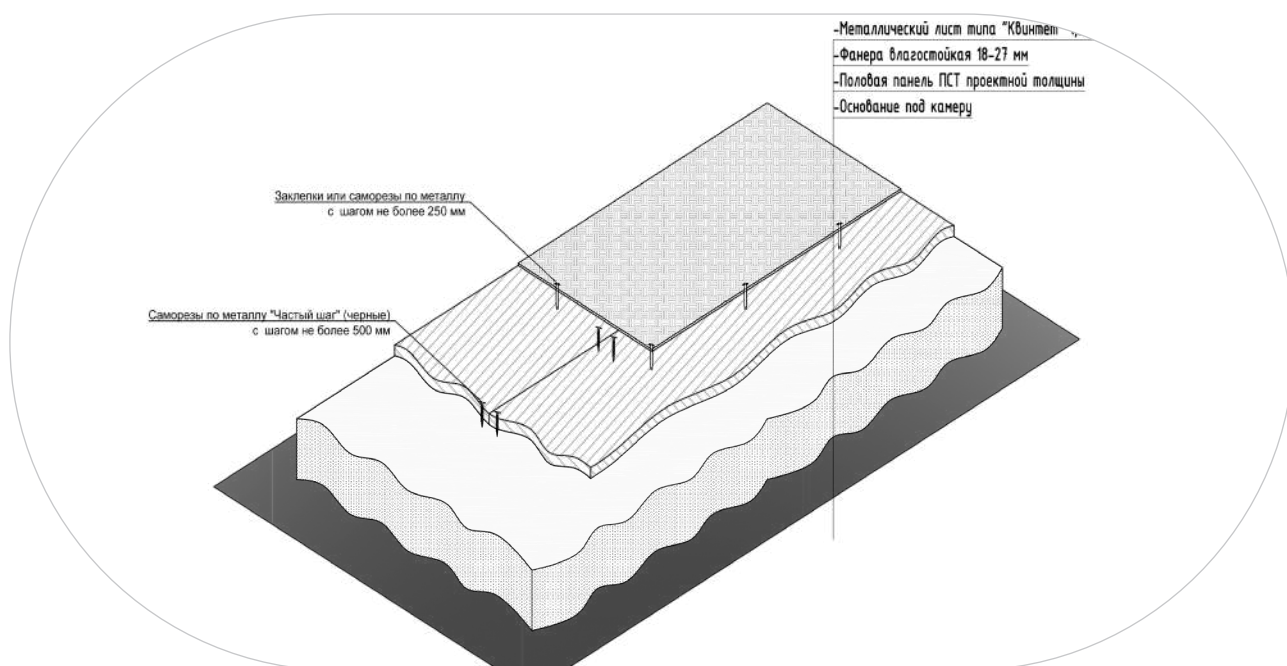 -Металлический лист типа "Квинтет
-Фанера влагостойкая 18-27 мм
-Половая панель ПСТ проектной толщины
-Основание под камеру
Заклепки или саморезы по металлу
с шагом не более 250 мм
Саморезы по металлу "Частый шаг" (черные)
с шагом не более 500 мм